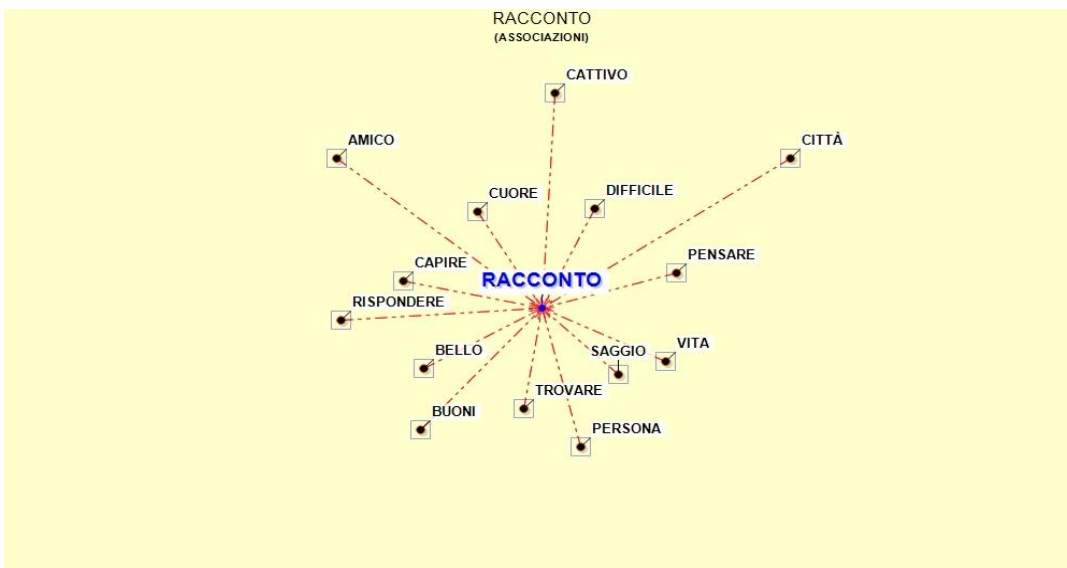 RACCONTO
(ASSOCIAZIONI)
CATTIVO
AMICO
CITTÀ
CUORE
DIFFICILE
PENSARE
CAPIRE
RACCONTO
RISPONDERE
BELLO
SAGGIO
VITA
TROVARE
BUONI
PERSONA